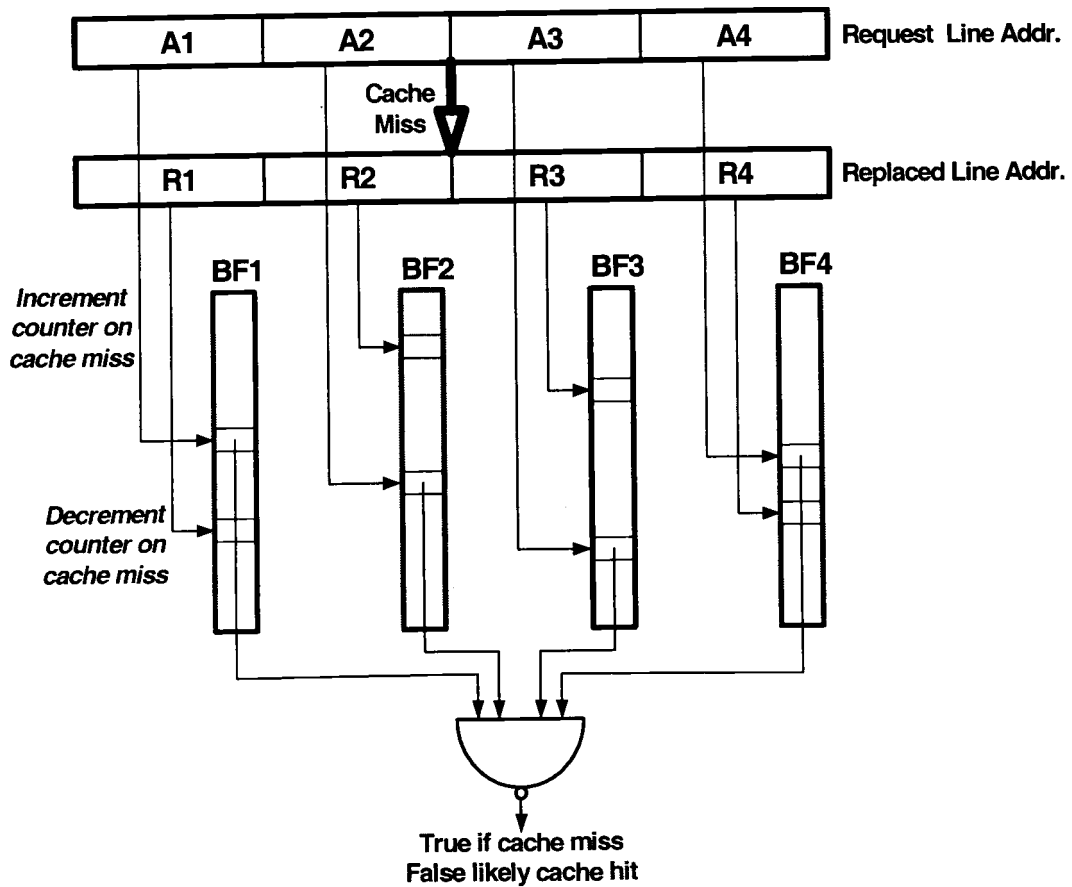 A1 A2 A3 A4 Request Line Addr.
Cache
Miss
R1 R2 R3 R4 Replaced Line Addr.
BF1 BF2 BF3 BF4
Increment
counter on
cache miss
Decrement
counter on
cache miss
True if cache miss
False likely cache hit